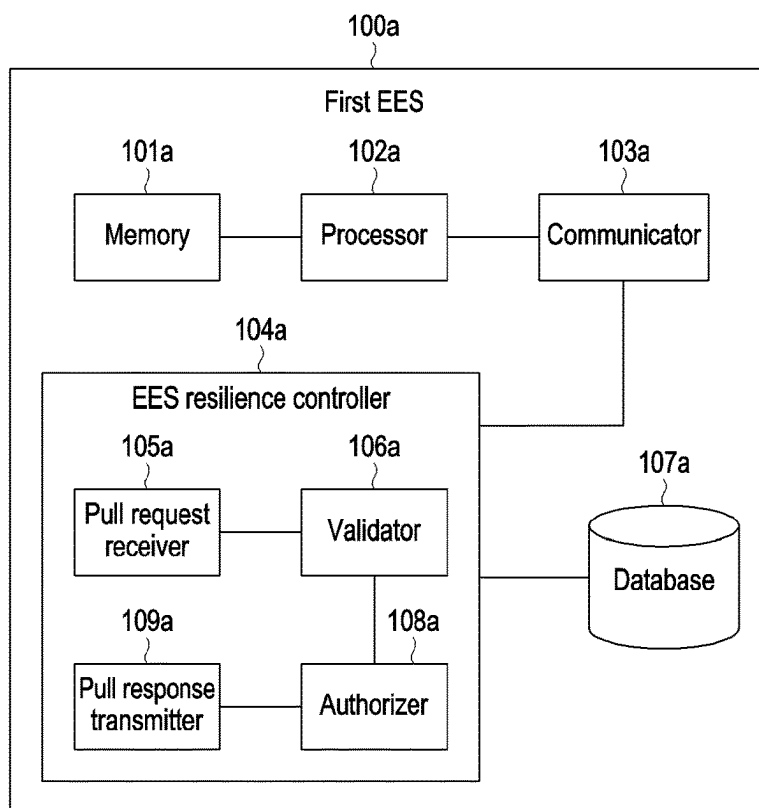 100a
First EES
101a
102a
103a
Memory
Processor
Communicator
104a
EES resilience controller
105a
106a
107a
Pull request
receiver
Validator
Database
109a
108a
Pull response
transmitter
Authorizer